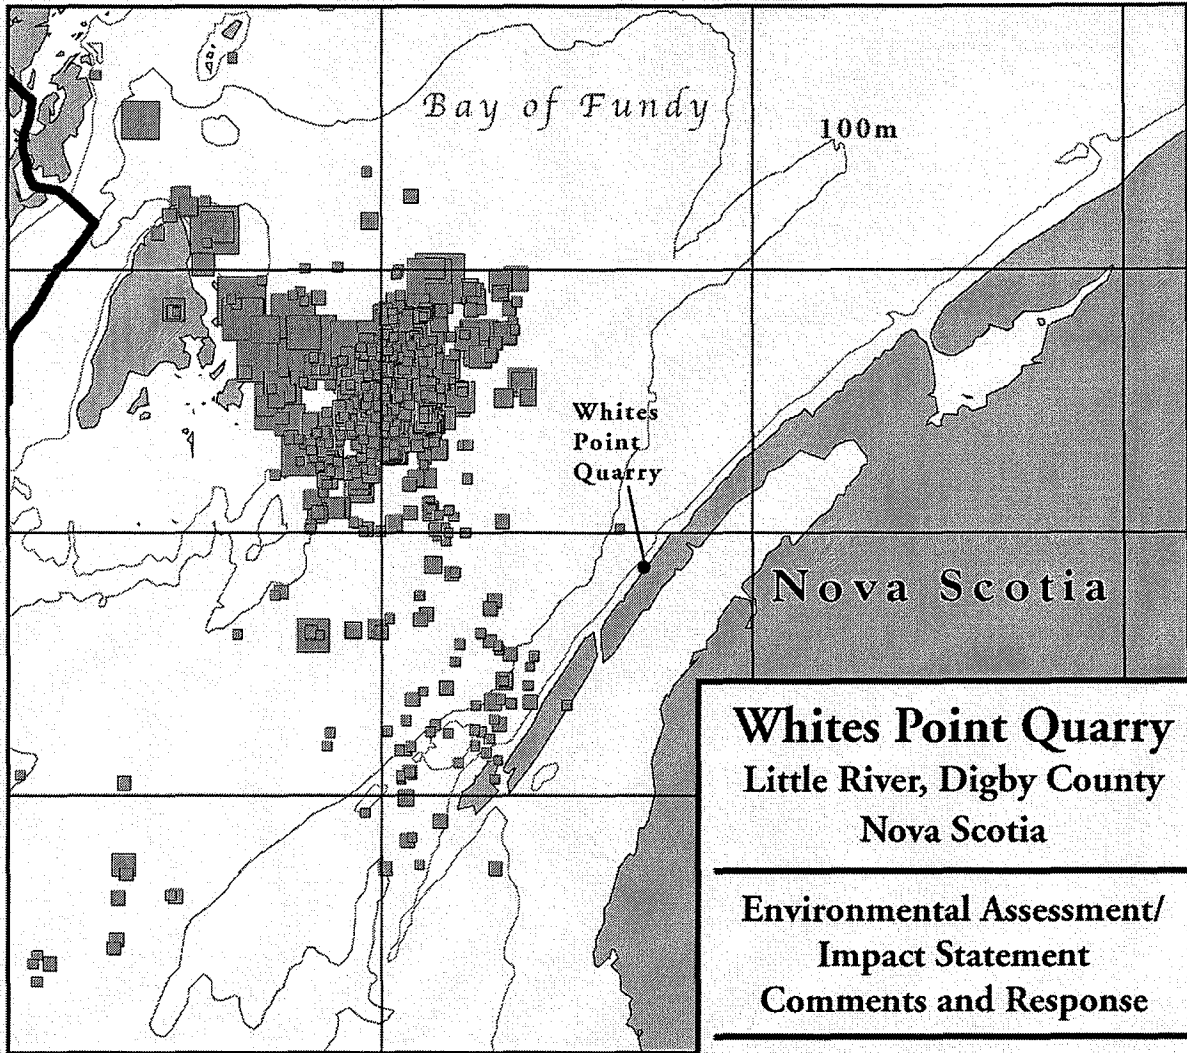 Bay of Fundy
100m
Whites
Point
Quarry
Nova Scotia
Whites Point Quarry
Little River, Digby County
Nova Scotia
Environmental Assessment/
Impact Statement
Comments and Response